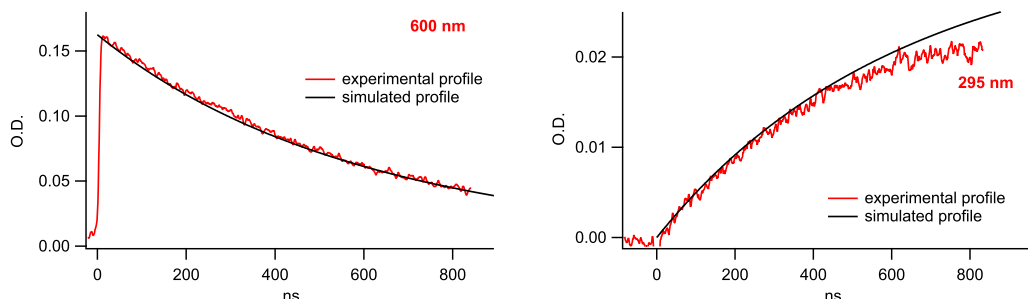 600 nm
0.15
experimental profile
simulated profile
0.10
O.D.
0.05
0.00
0
200
400
600
800
ns
0.02
295 nm
O.D.
0.01
experimental profile
simulated profile
0.00
0
200
400
600
800
ns